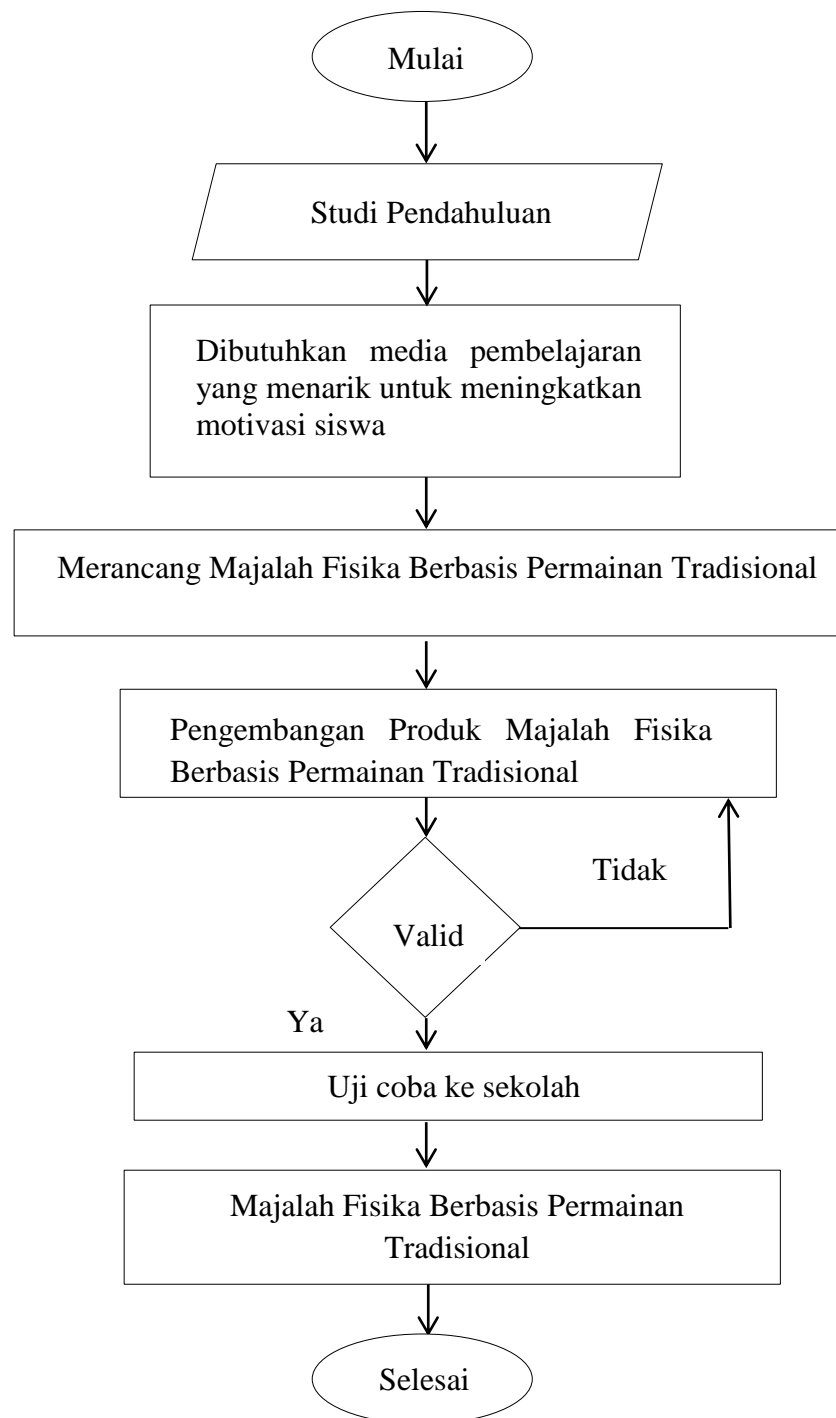 Mulai
Studi Pendahuluan
Dibutuhkan media pembelajaran
yang menarik untuk meningkatkan
motivasi siswa
Merancang Majalah Fisika Berbasis Permainan Tradisional
Pengembangan Produk Majalah Fisika
Berbasis Permainan Tradisional
Tidak
Valid
Ya
Uji coba ke sekolah
Majalah Fisika Berbasis Permainan
Tradisional
Selesai